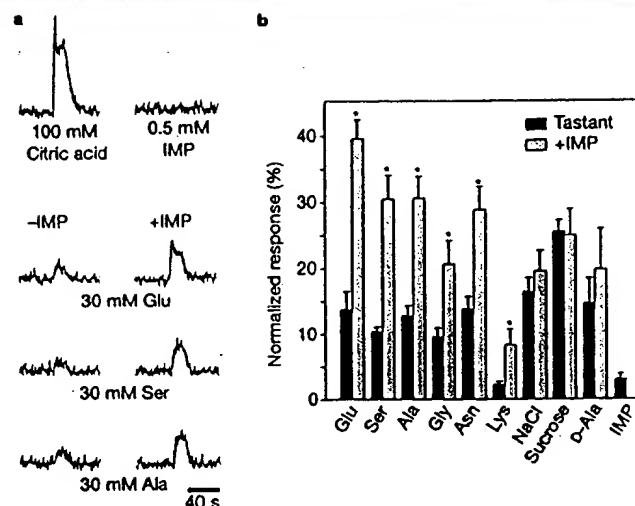 a
100 mM
Citric acid
0.5 mM
IMP
–IMP
+IMP
30 mM Glu
30 mM Ser
30 mM Ala
40 s
b
Tastant
+IMP
Normalized response (%)
40
30
20
10
0
Glu
Ser
Ala
Gly
Asn
Lys
NaCl
Sucrose
D-Ala
IMP